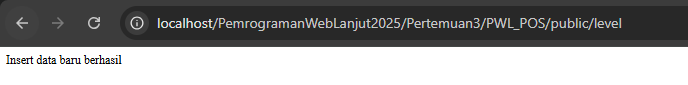 localhost/PemrogramanWebLanjut2025/Pertemuan3/PWL_POS/public/level
Insert data baru berhasil